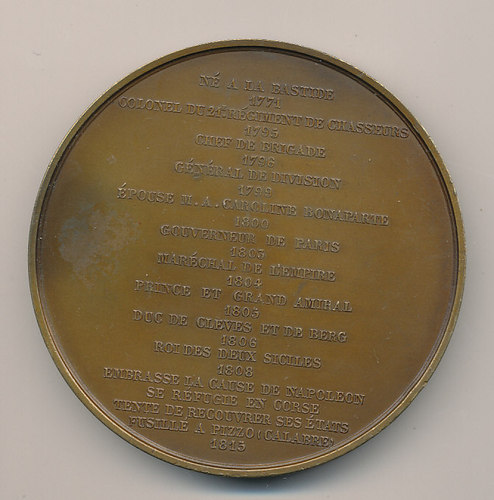 NÉ A LA BASTIDE
1771
COLONEL DU 21E. RÉGIMENT DE CHASSEURS
1795
CHEF DE BRIGADE
1796
GÉNÉRAL DE DIVISION
1799
ÉPOUSE M. A. CAROLINE BONAPARTE
1800
GOUVERNEUR DE PARIS
1803
MARÉCHAL DE L'EMPIRE
1804
PRINCE ET GRAND AMIRAL
1805
DUC DE CLÈVES ET DE BERG
1806
ROI DES DEUX SICILES
1808
EMBRASSE LA CAUSE DE NAPOLEON
SE REFUGIE EN CORSE
TENTE DE RECOUVRER SES ÉTATS
FUSILLÉ A PIZZO (CALABRE)
1815